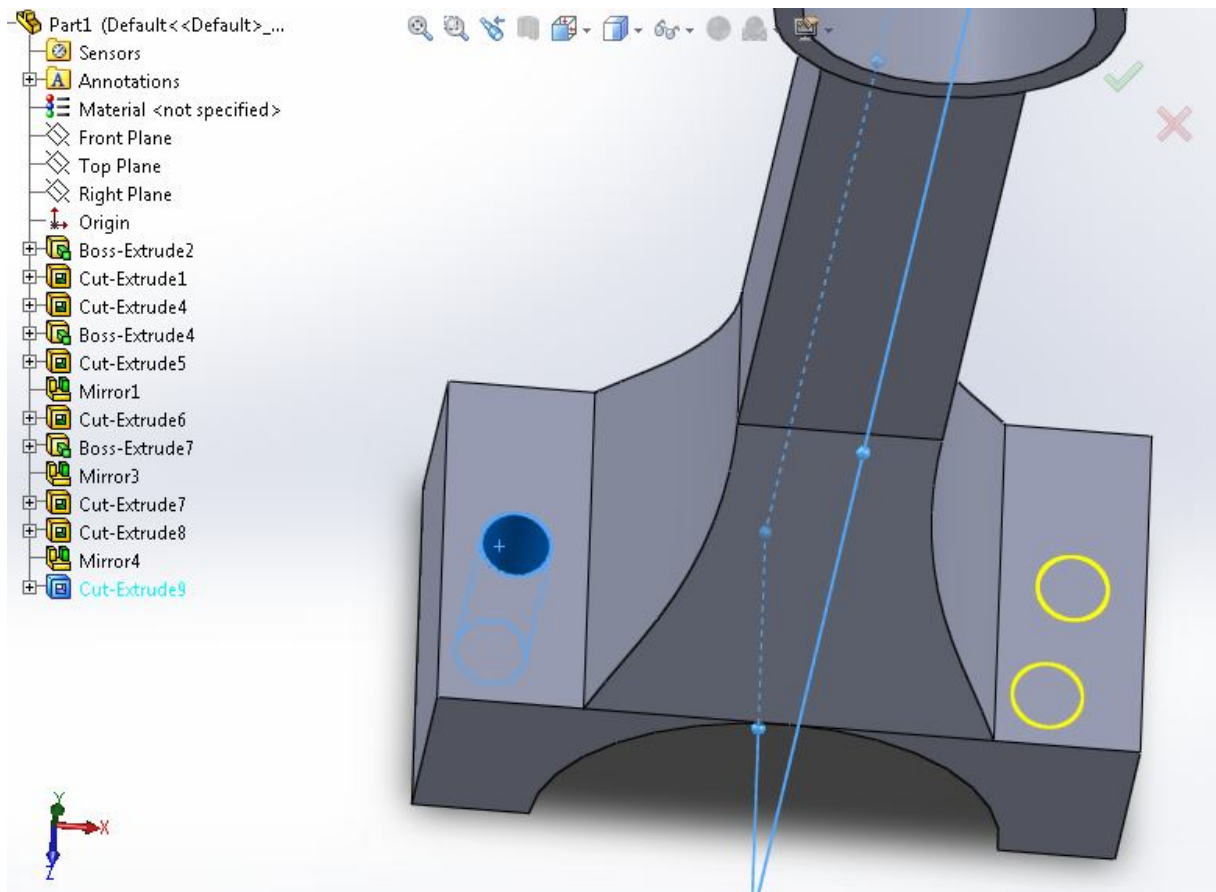 Part1 (Default<<Default>_...
Sensors
A Annotations
Material <not specified>
Front Plane
Top Plane
Right Plane
Origin
Boss-Extrude2
Cut-Extrude1
Cut-Extrude4
Boss-Extrude4
Cut-Extrude5
Mirror1
Cut-Extrude6
Boss-Extrude7
Mirror3
Cut-Extrude7
Cut-Extrude8
Mirror4
Cut-Extrude9
Y
X
Z